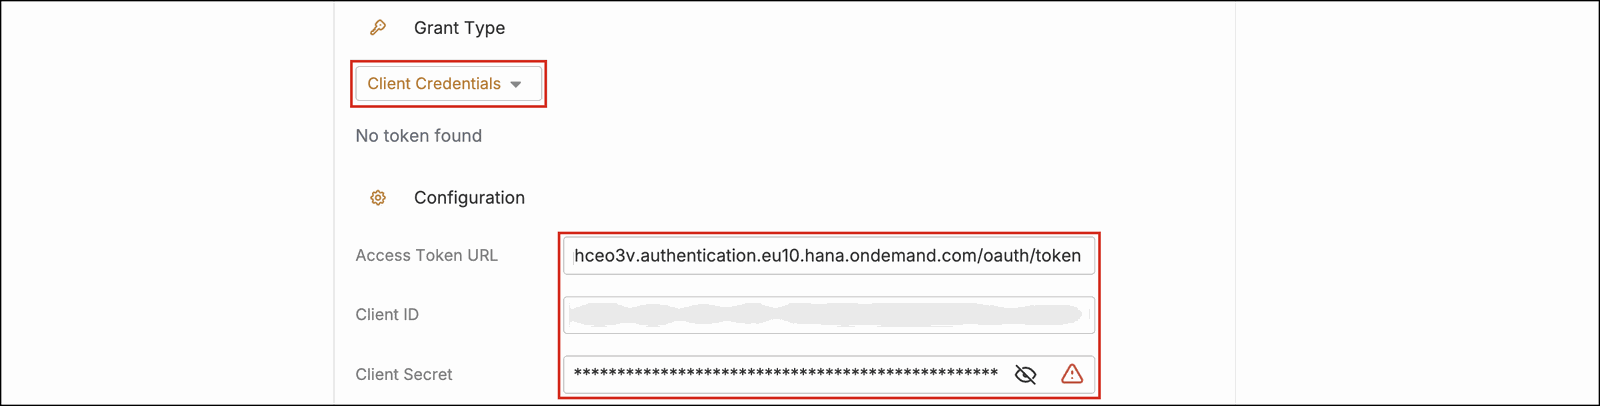 Grant Type
Client Credentials
No token found
Configuration
Access Token URL hceo3v.authentication.eu10.hana.ondemand.com/oauth/token
Client ID
Client Secret *************************************************